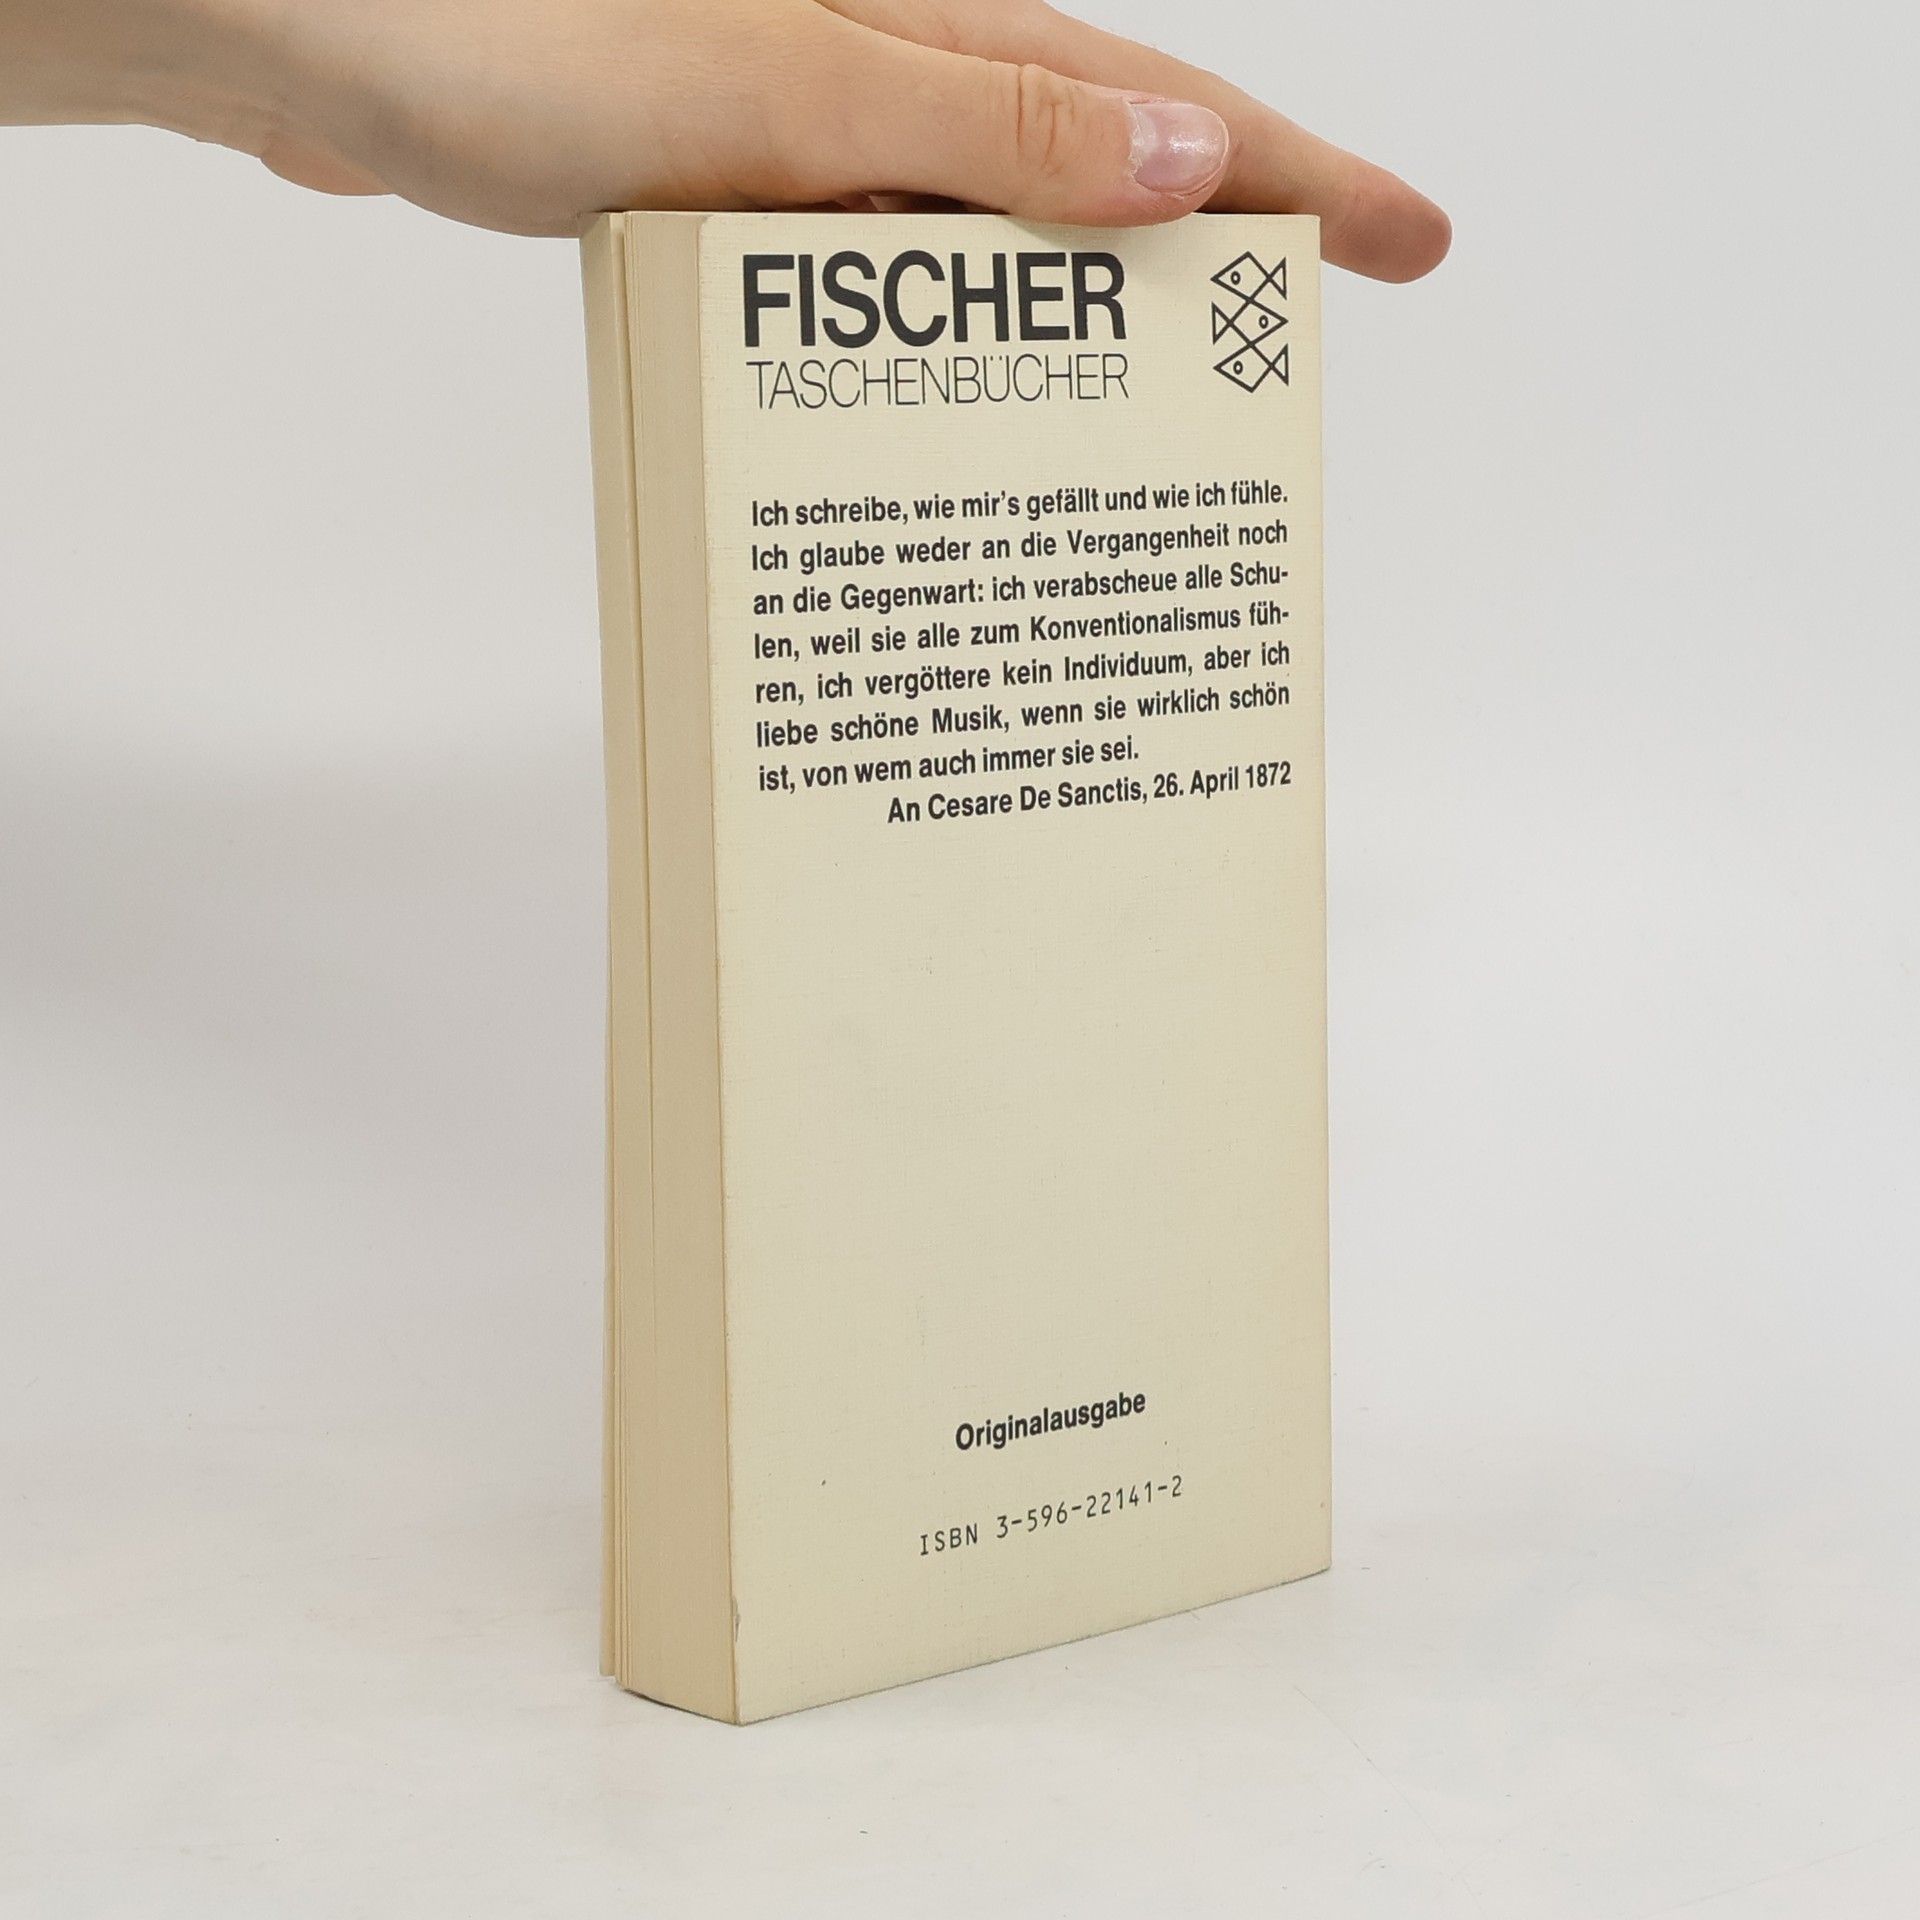 FISCHER
TASCHENBÜCHER
Ich schreibe, wie mir's gefällt und wie ich fühle.
Ich glaube weder an die Vergangenheit noch
an die Gegenwart: ich verabscheue alle Schu-
len, weil sie alle zum Konventionalismus füh-
ren, ich vergöttere kein Individuum, aber ich
liebe schöne Musik, wenn sie wirklich schön
ist, von wem auch immer sie sei.
An Cesare De Sanctis, 26. April 1872
Originalausgabe
ISBN 3-596-22141-2